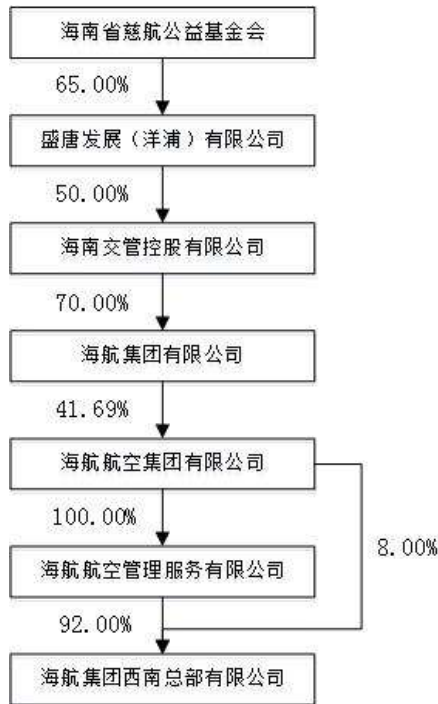 海南省慈航公益基金会
65.00%
盛唐发展（洋浦）有限公司
50.00%
海南交管控股有限公司
70.00%
海航集团有限公司
41.69%
海航航空集团有限公司
100.00%
8.00%
海航航空管理服务有限公司
92.00%
海航集团西南总部有限公司